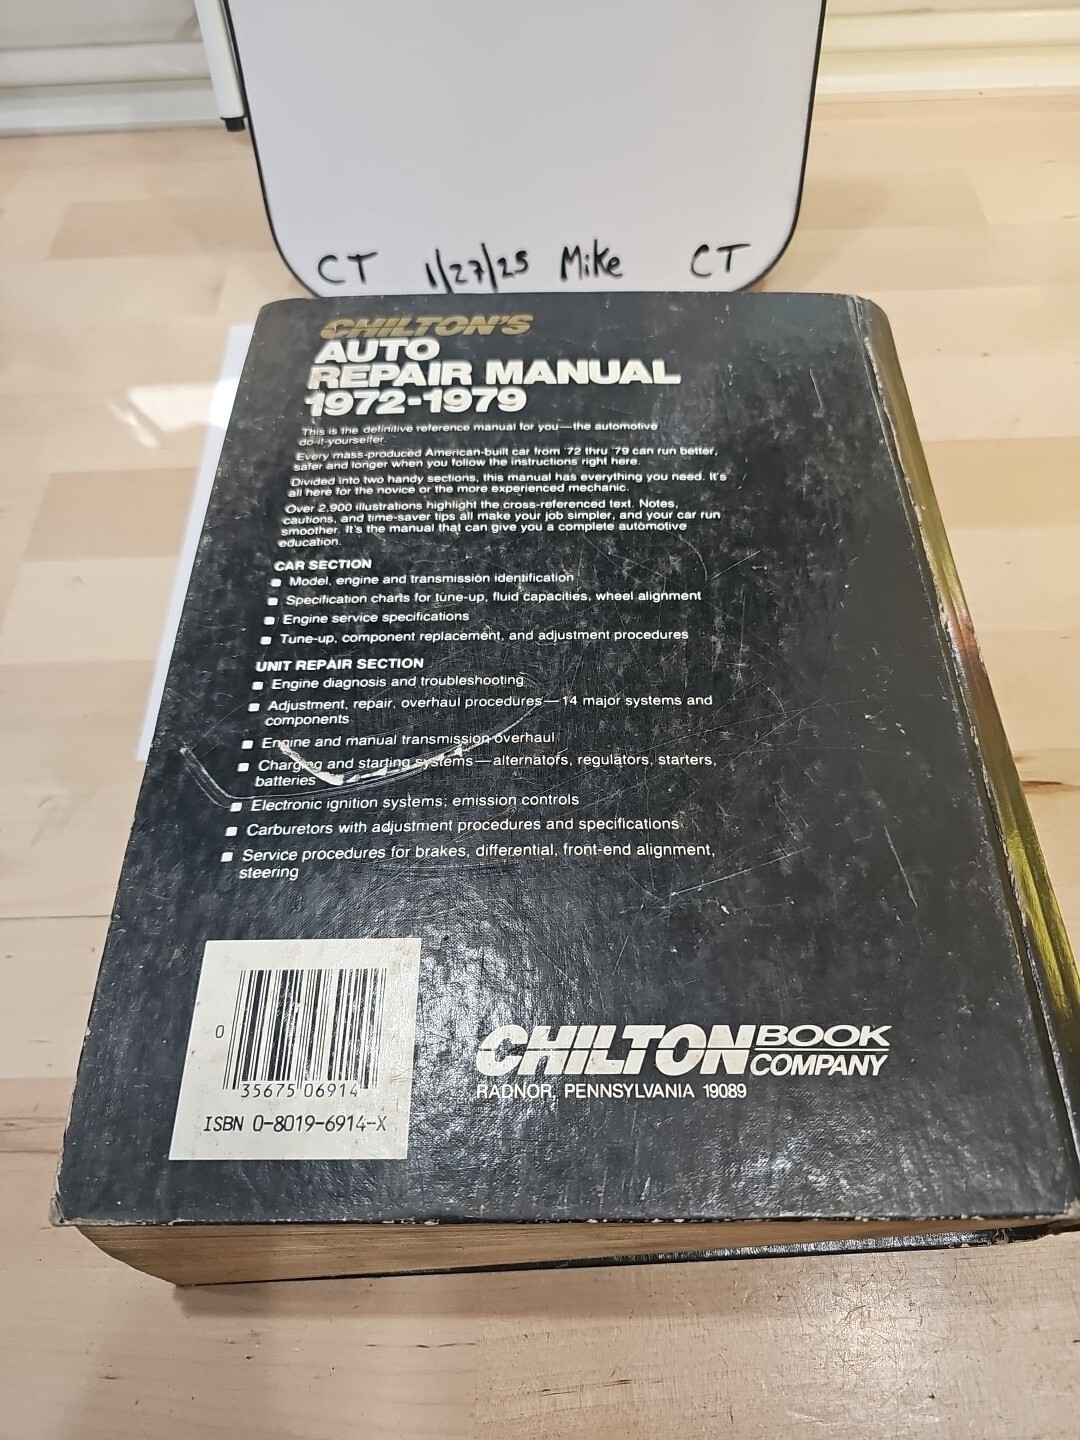 CT 1/27/25 Mike CT
CHILTON'S
AUTO
REPAIR MANUAL
1972-1979
This is the definitive reference manual for you—the automotive
do-it-yourselfer.
Every mass-produced American-built car from '72 thru '79 can run better,
safer and longer when you follow the instructions right here.
Divided into two handy sections, this manual has everything you need. It's
all here for the novice or the more experienced mechanic.
Over 2,900 illustrations highlight the cross-referenced text. Notes,
cautions, and time-saver tips all make your job simpler, and your car run
smoother. It's the manual that can give you a complete automotive
education.
CAR SECTION
■ Model, engine and transmission identification
■ Specification charts for tune-up, fluid capacities, wheel alignment
■ Engine service specifications
■ Tune-up, component replacement, and adjustment procedures
UNIT REPAIR SECTION
■ Engine diagnosis and troubleshooting
■ Adjustment, repair, overhaul procedures—14 major systems and
components
■ Engine and manual transmission overhaul
■ Charging and starting systems—alternators, regulators, starters,
batteries
■ Electronic ignition systems; emission controls
■ Carburetors with adjustment procedures and specifications
■ Service procedures for brakes, differential, front-end alignment,
steering
0
35675 06914
ISBN 0-8019-6914-X
CHILTON BOOK COMPANY
RADNOR, PENNSYLVANIA 19089